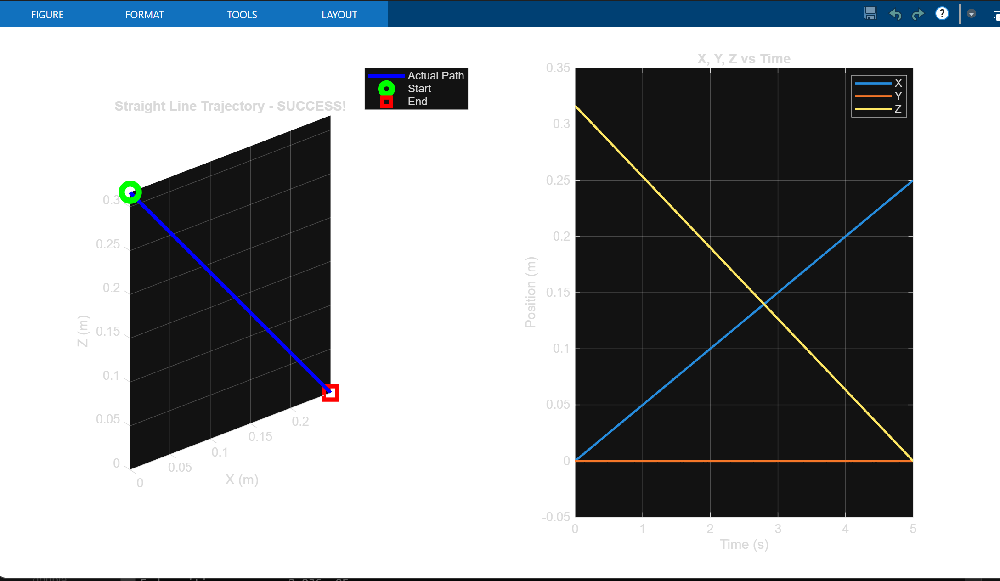 FIGURE FORMAT TOOLS LAYOUT
?
Straight Line Trajectory - SUCCESS!
Actual Path
Start
End
0.3
0.25
0.2
0.15
0.1
0.05
0
Z (m)
0
0.05
0.1
0.15
0.2
X (m)
X, Y, Z vs Time
X
Y
Z
0.35
0.3
0.25
0.2
0.15
0.1
0.05
0
-0.05
Position (m)
0 1 2 3 4 5
Time (s)